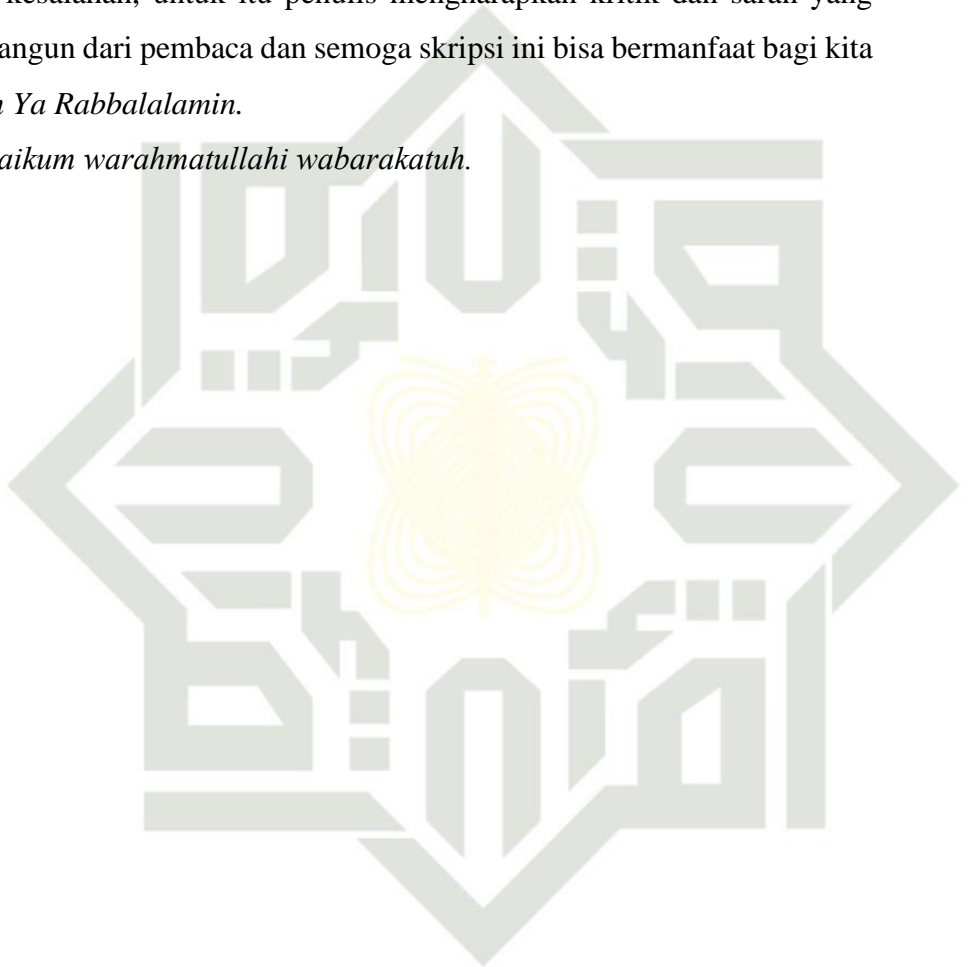 kesalahan, untuk itu penulis mengharapkan kritik dan saran yang
angun dari pembaca dan semoga skripsi ini bisa bermanfaat bagi kita
Ya Rabbalalamin.
aikum warahmatullahi wabarakatuh.